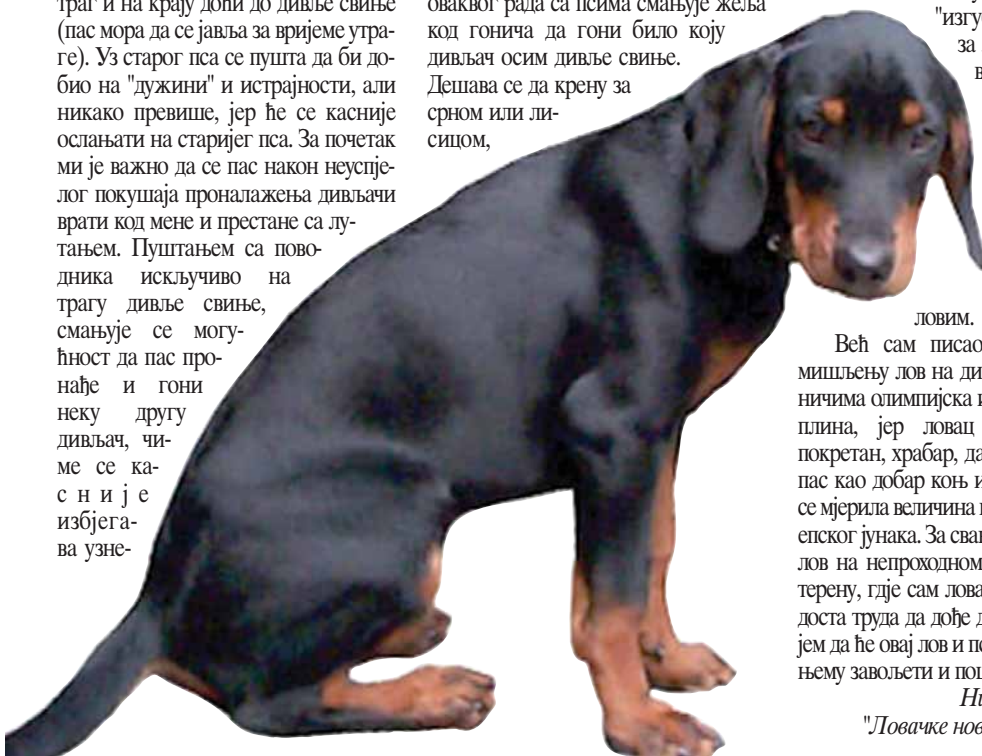 траг и на крају доћи до дивље свиње
(пас мора да се јавља за вријеме утра-
ге). Уз старог пса се пушта да би до-
био на "дужини" и истрајности, али
никако превише, јер ће се касније
ослањати на старијег пса. За почетак
ми је важно да се пас након неуспје-
лог покушаја проналажења дивљачи
врати код мене и престане са лу-
тањем. Пуштањем са пово-
дника искључиво на
трагу дивље свиње,
смањује се могу-
ћност да пас про-
нађе и гони
неку другу
дивљач, чи-
ме се ка-
с н и ј е
избјега-
ва узне-
оваквог рада са псима смањује жеља
код гонича да гони било коју
дивљач осим дивље свиње.
Дешава се да крену за
срном или ли-
сицом,
"изгу
за
в
ловим.
Већ сам писао
мишљењу лов на ди
ничима олимпијска и
плина, јер ловац
покретан, храбар, да
пас као добар коњ и
се мјерила величина
епског јунака. За сва
лов на непроходном
терену, гдје сам лова
доста труда да дође д
јем да ће овај лов и по
њему завољети и пош
Ни
"Ловачке нов